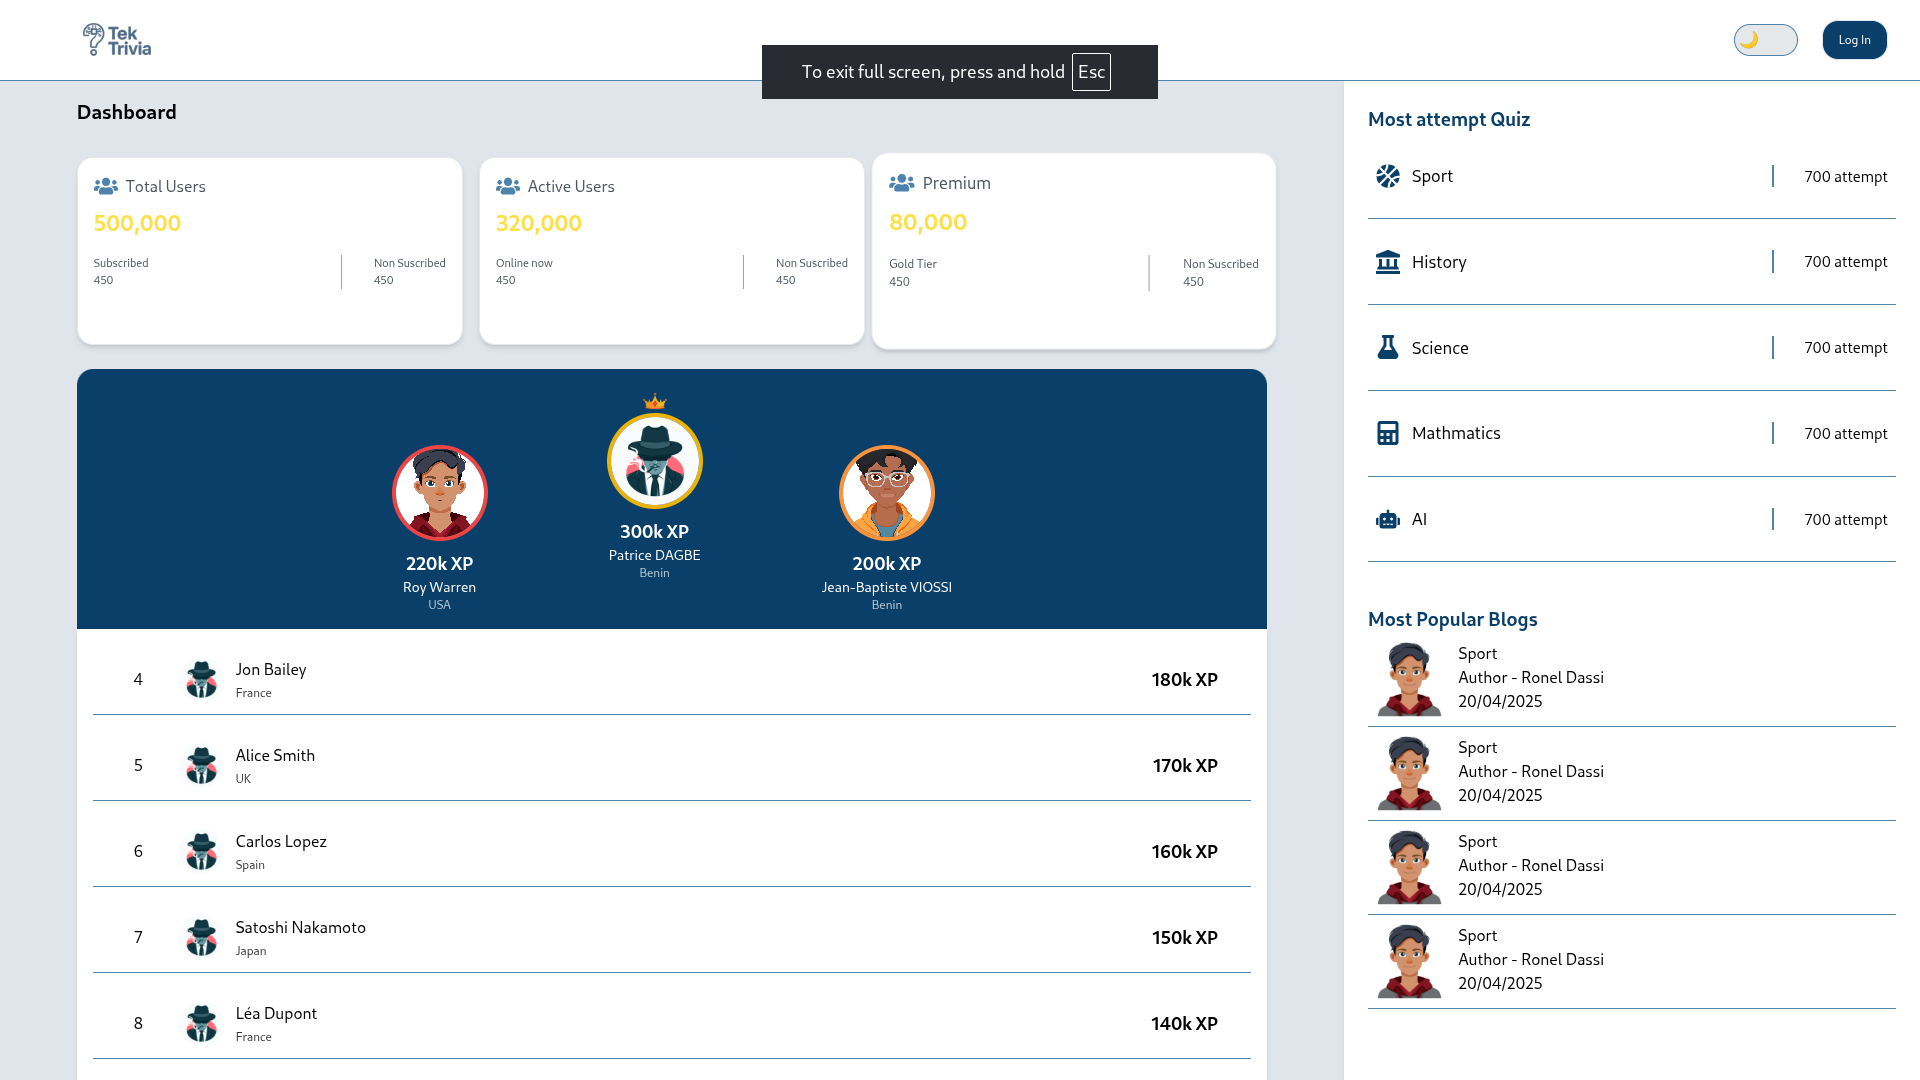 Tek
Trivia
Log In
To exit full screen, press and hold Esc
Dashboard
Total Users
500,000
Subscribed
450
Non Suscribed
450
Active Users
320,000
Online now
450
Non Suscribed
450
Premium
80,000
Gold Tier
450
Non Suscribed
450
220k XP
Roy Warren
USA
300k XP
Patrice DAGBE
Benin
200k XP
Jean-Baptiste VIOSSI
Benin
4 Jon Bailey 180k XP
France
5 Alice Smith 170k XP
UK
6 Carlos Lopez 160k XP
Spain
7 Satoshi Nakamoto 150k XP
Japan
8 Léa Dupont 140k XP
France
Most attempt Quiz
Sport 700 attempt
History 700 attempt
Science 700 attempt
Mathmatics 700 attempt
AI 700 attempt
Most Popular Blogs
Sport
Author - Ronel Dassi
20/04/2025
Sport
Author - Ronel Dassi
20/04/2025
Sport
Author - Ronel Dassi
20/04/2025
Sport
Author - Ronel Dassi
20/04/2025